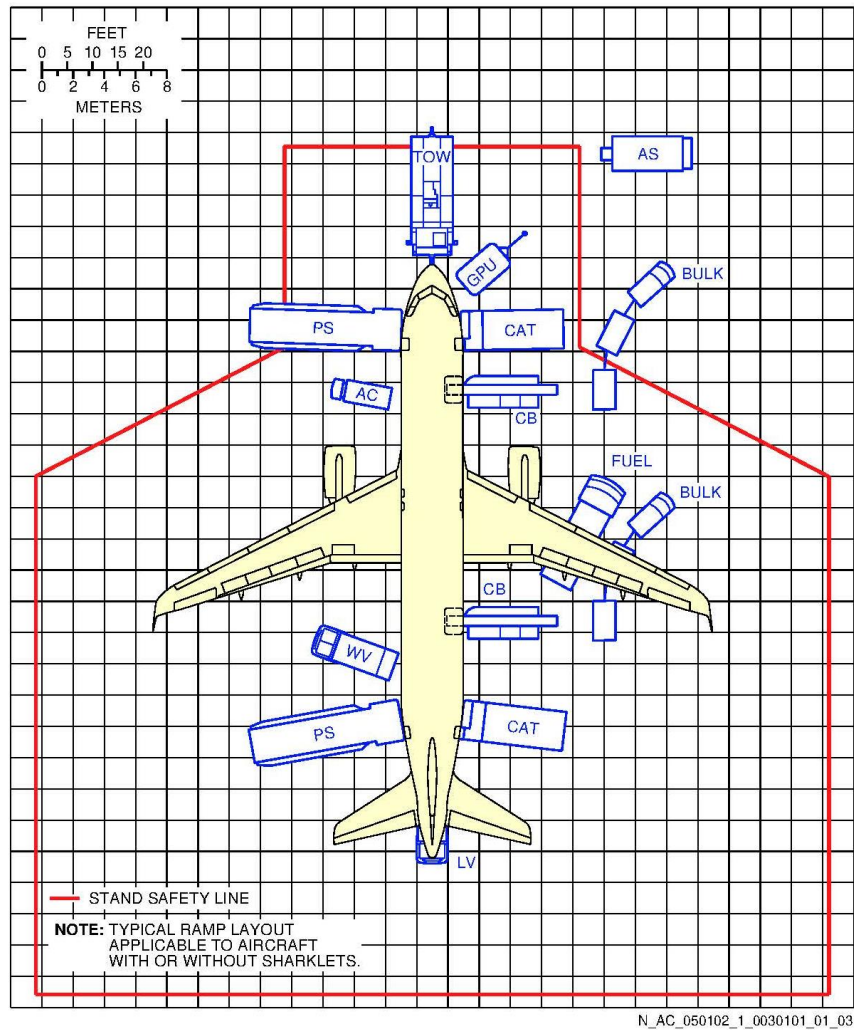 FEET
0 5 10 15 20
0 2 4 6 8
METERS
TOW
AS
GPU
BULK
PS
CAT
AC
CB
FUEL
BULK
CB
WV
PS
CAT
LV
STAND SAFETY LINE
NOTE: TYPICAL RAMP LAYOUT
APPLICABLE TO AIRCRAFT
WITH OR WITHOUT SHARKLETS.
N_AC_050102_1_0030101_01_03